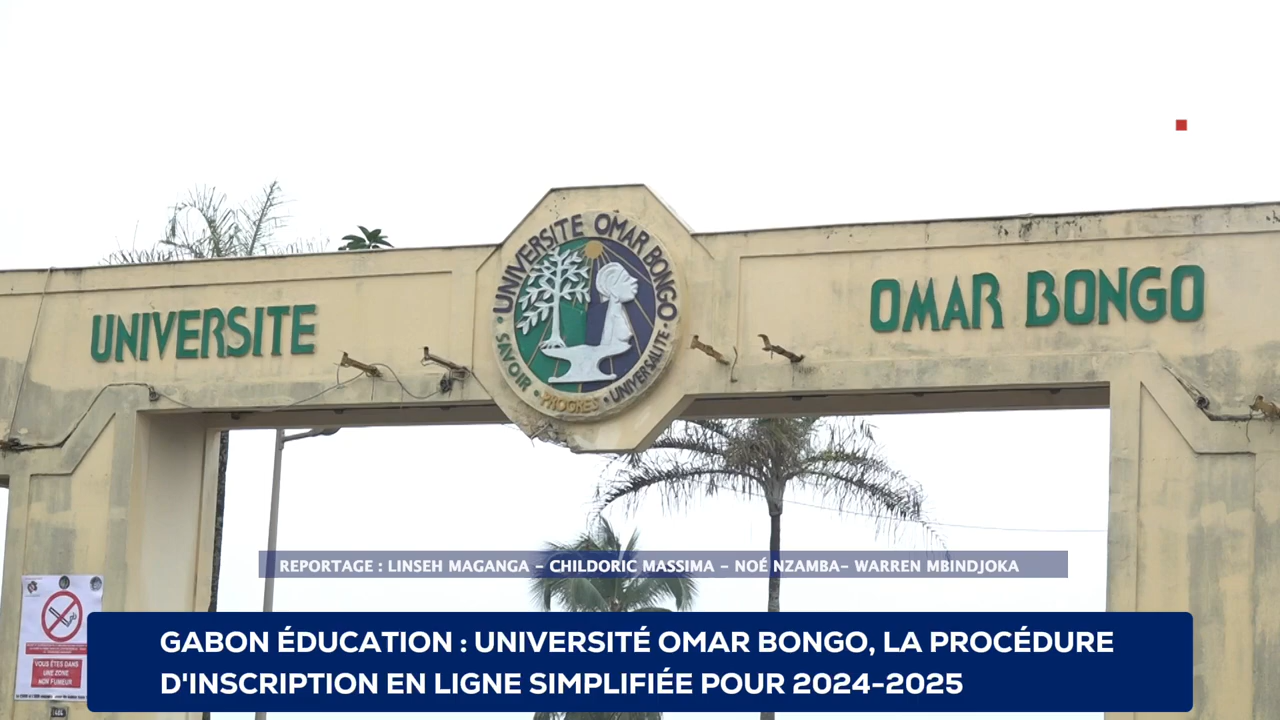 UNIVERSITE
UNIVERSITE OMAR BONGO
• SAVOIR • PROGRES • UNIVERSALITE •
OMAR BONGO
REPORTAGE : LINSEH MAGANGA – CHILDORIC MASSIMA – NOÉ NZAMBA– WARREN MBINDJOKA
VOUS ÊTES DANS
UNE ZONE
NON FUMEUR
GABON ÉDUCATION : UNIVERSITÉ OMAR BONGO, LA PROCÉDURE
D'INSCRIPTION EN LIGNE SIMPLIFIÉE POUR 2024-2025